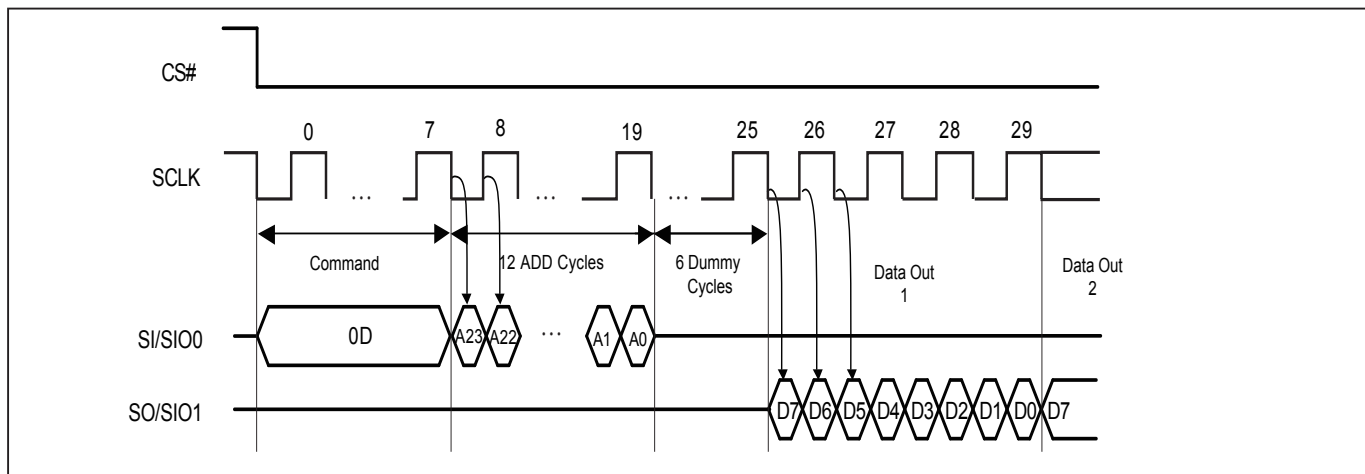 CS#
0 7 8 19 25 26 27 28 29
SCLK
... ... ...
Command
12 ADD Cycles
6 Dummy
Cycles
Data Out
1
Data Out
2
SI/SIO0
0D
A23 A22 ... A1 A0
SO/SIO1
D7 D6 D5 D4 D3 D2 D1 D0 D7